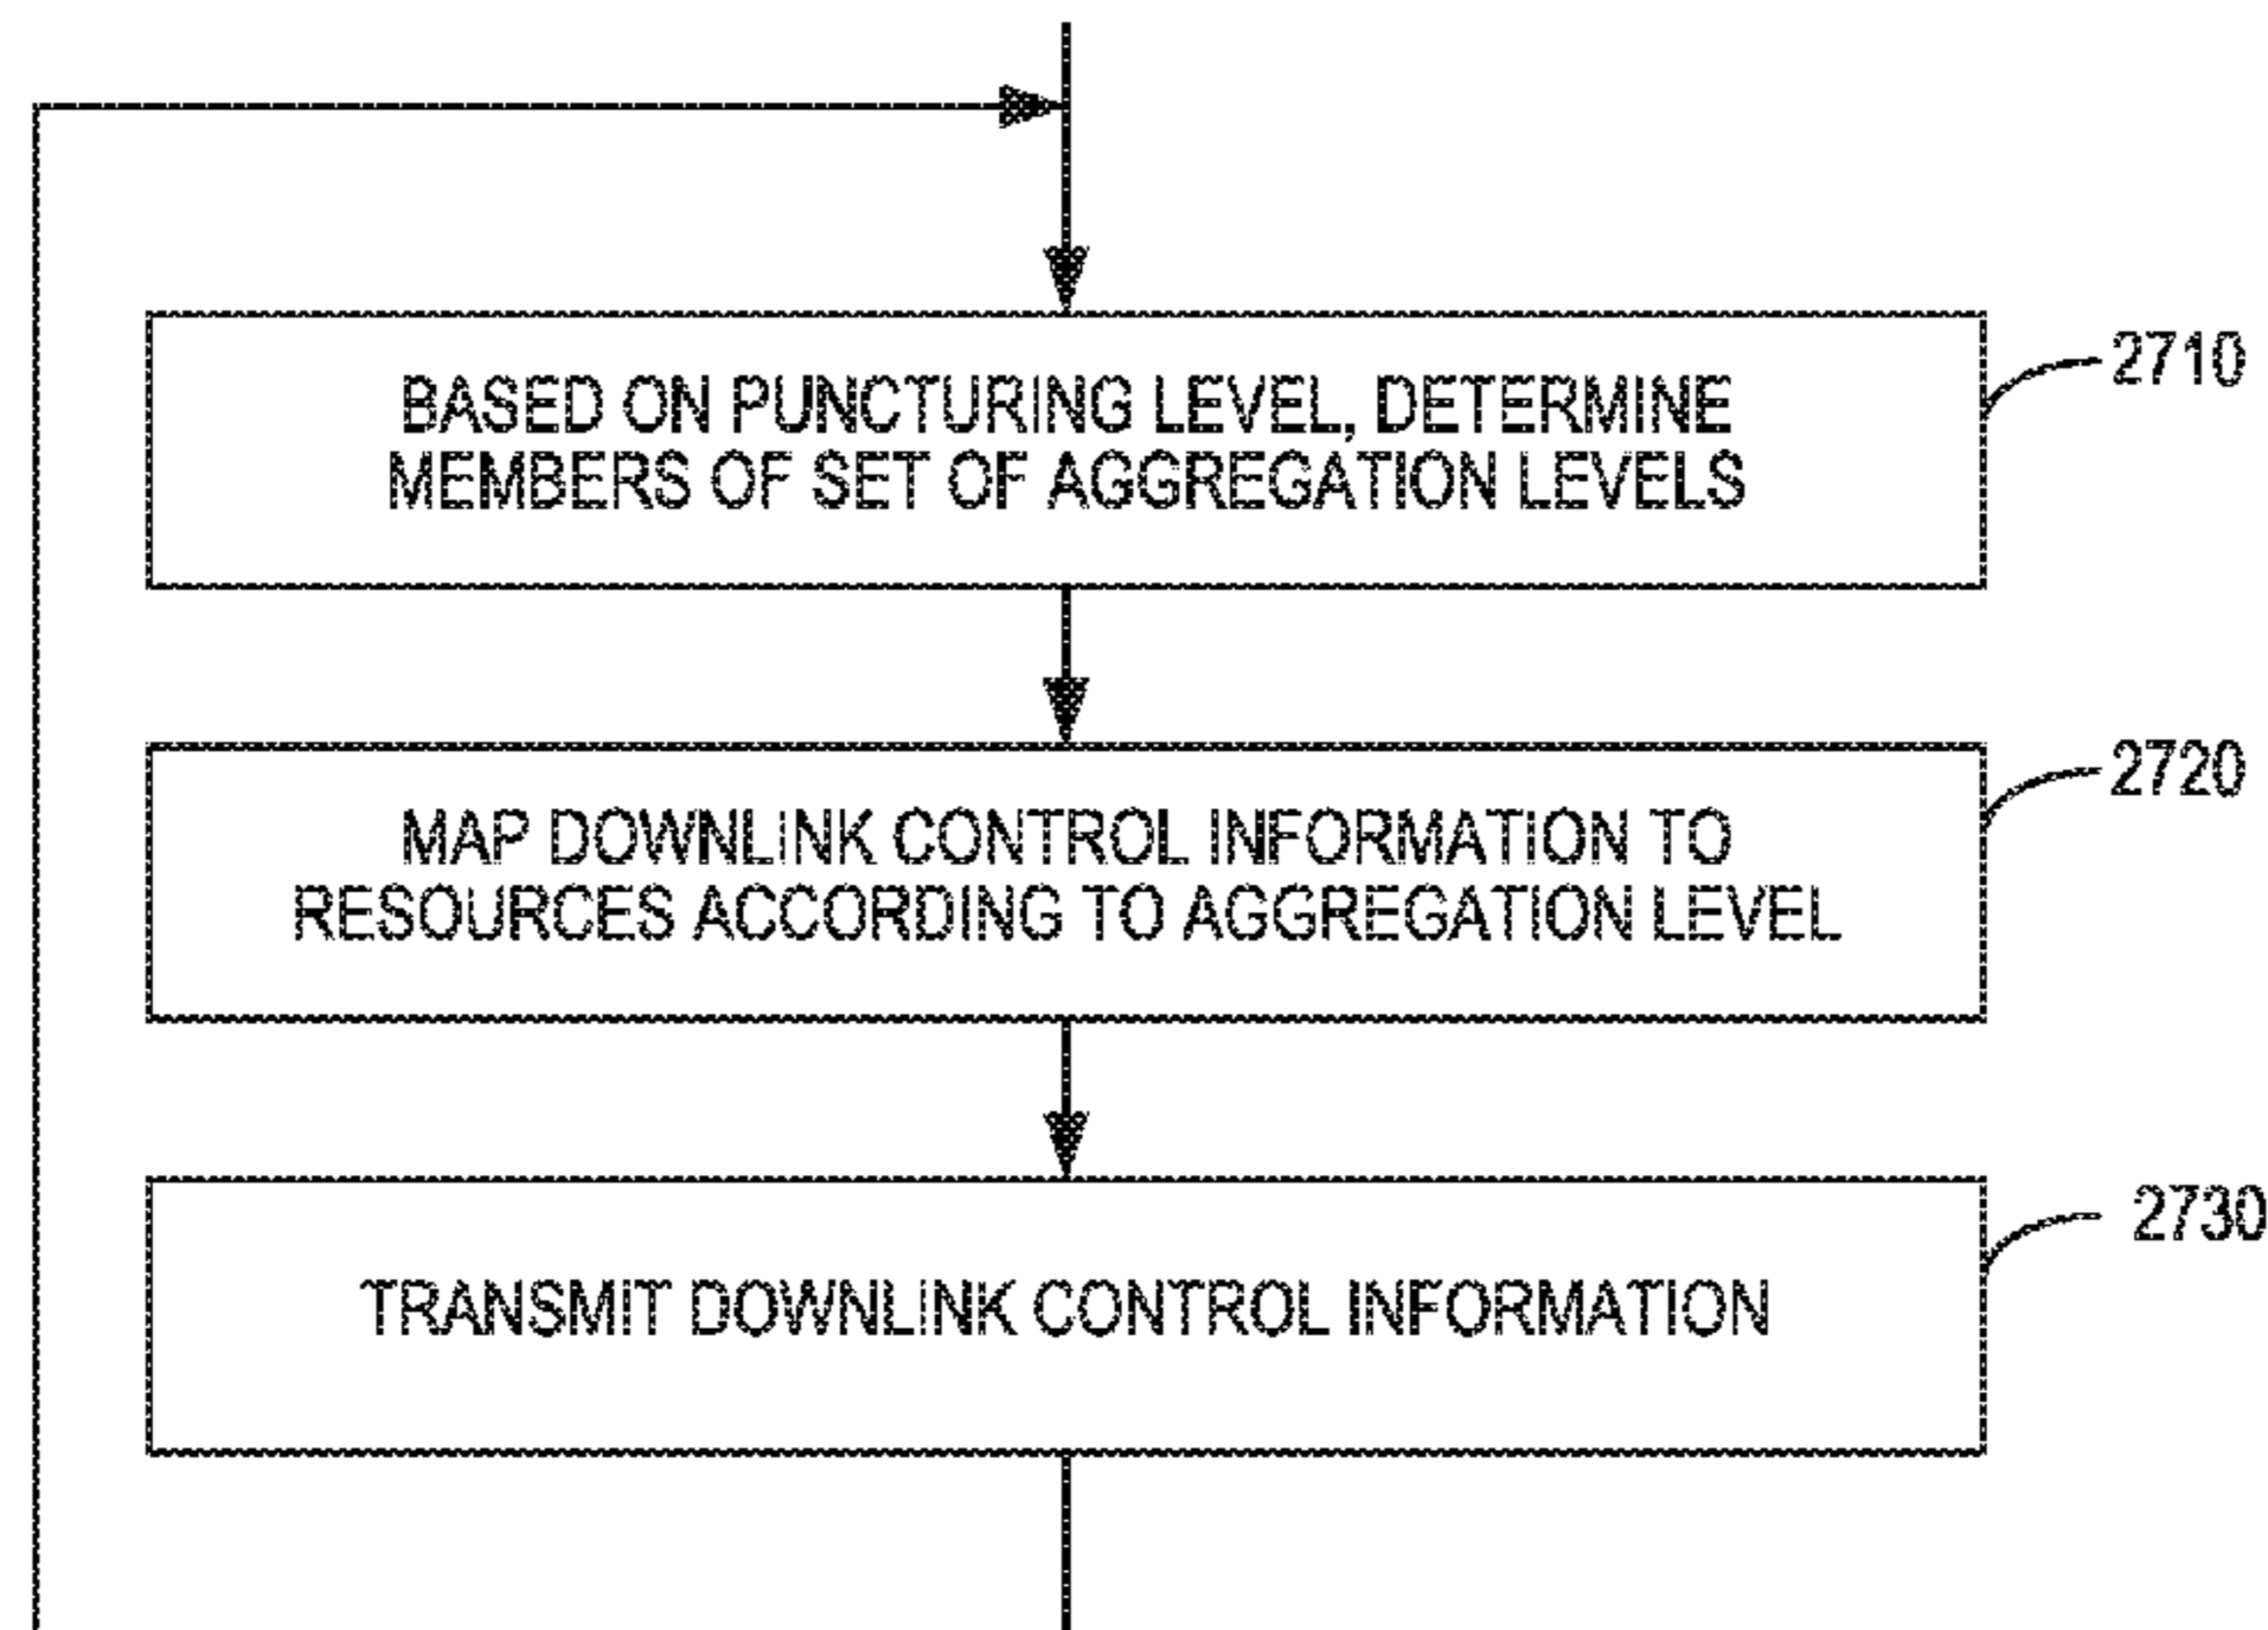 BASED ON PUNCTURING LEVEL, DETERMINE
MEMBERS OF SET OF AGGREGATION LEVELS
2710
MAP DOWNLINK CONTROL INFORMATION TO
RESOURCES ACCORDING TO AGGREGATION LEVEL
2720
TRANSMIT DOWNLINK CONTROL INFORMATION
2730